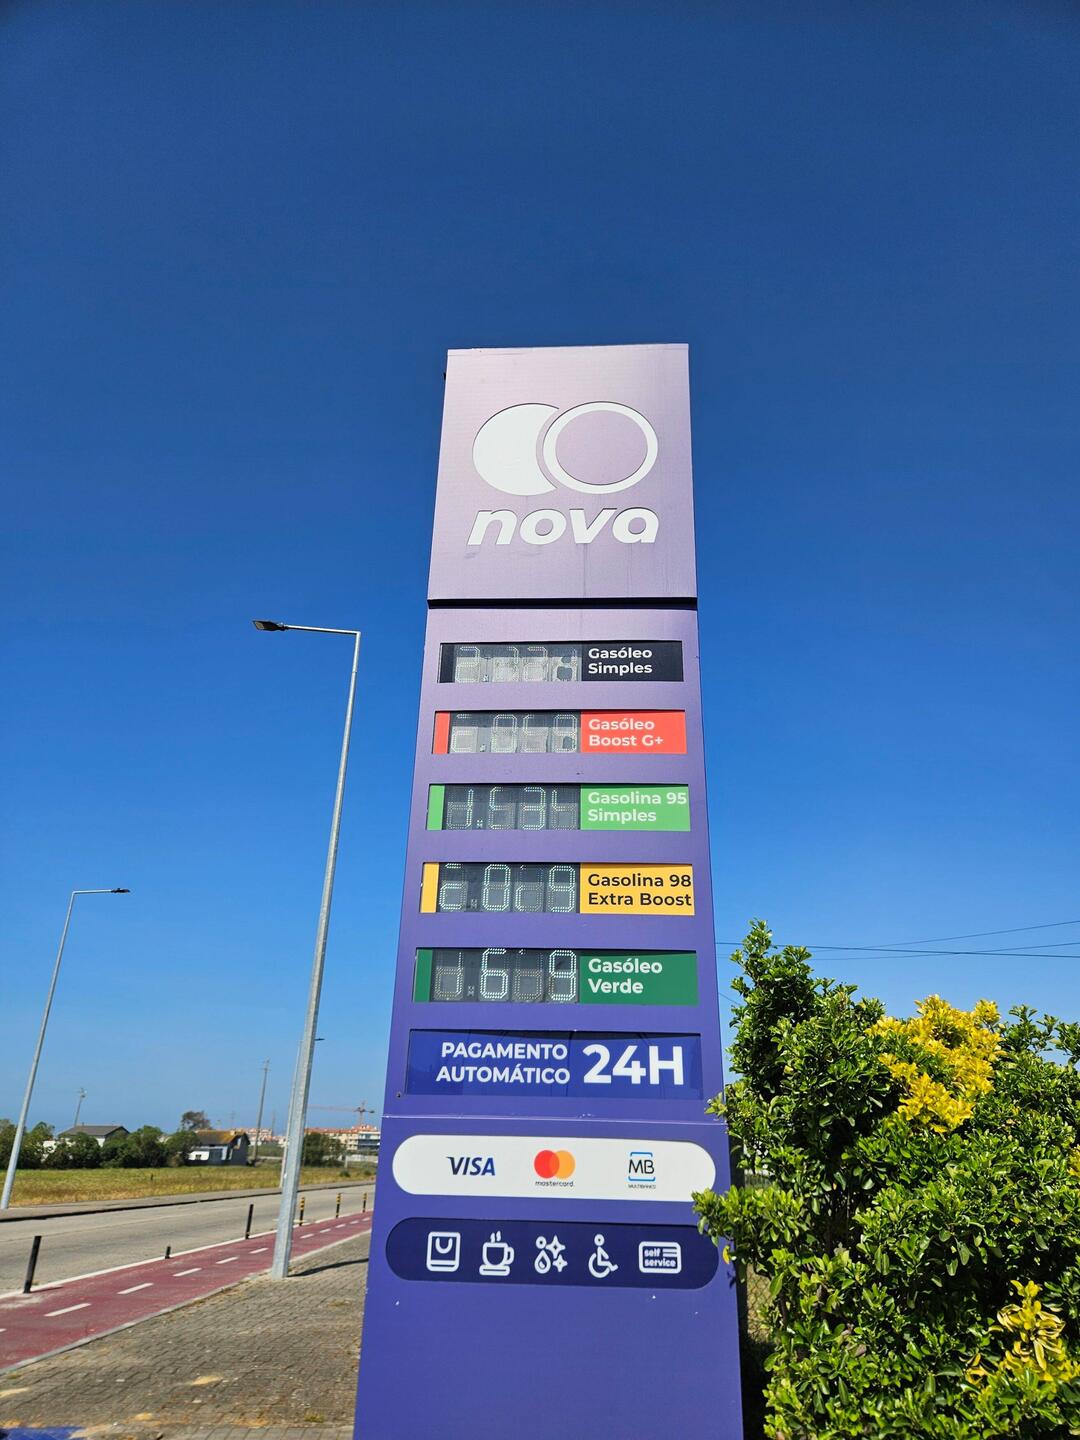 nova
Gasóleo
Simples
Gasóleo
Boost G+
Gasolina 95
Simples
Gasolina 98
Extra Boost
Gasóleo
Verde
PAGAMENTO
AUTOMÁTICO
24H
VISA
mastercard
MB
MULTIBANCO
self
service